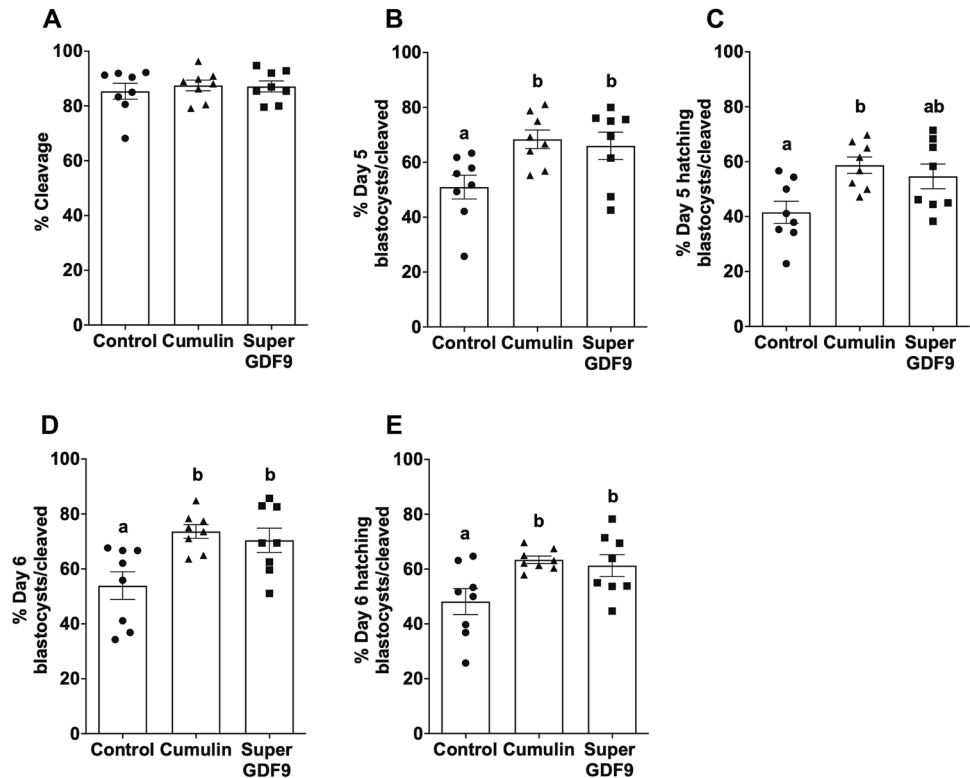 A
% Cleavage
100
80
60
40
20
0
Control Cumulin Super
GDF9
B
% Day 5
blastocysts/cleaved
100
80
60
40
20
0
a
b
b
Control Cumulin Super
GDF9
C
% Day 5 hatching
blastocysts/cleaved
100
80
60
40
20
0
a
b
ab
Control Cumulin Super
GDF9
D
% Day 6
blastocysts/cleaved
100
80
60
40
20
0
a
b
b
Control Cumulin Super
GDF9
E
% Day 6 hatching
blastocysts/cleaved
100
80
60
40
20
0
a
b
b
Control Cumulin Super
GDF9